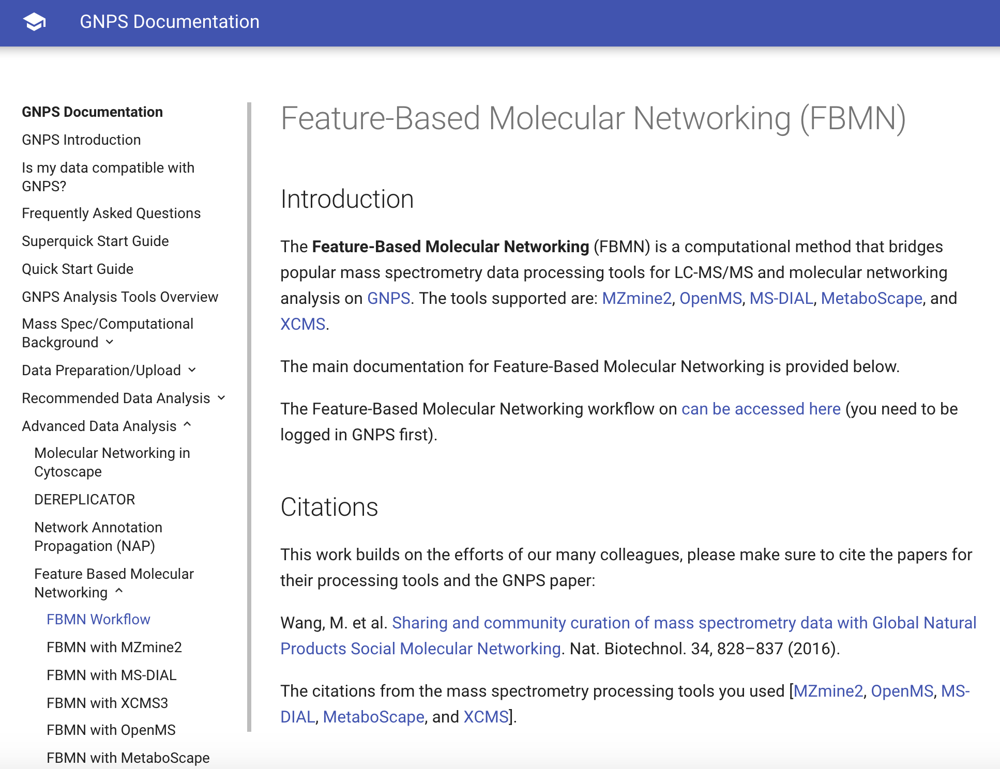 GNPS Documentation
GNPS Documentation
GNPS Introduction
Is my data compatible with
GNPS?
Frequently Asked Questions
Superquick Start Guide
Quick Start Guide
GNPS Analysis Tools Overview
Mass Spec/Computational
Background
Data Preparation/Upload
Recommended Data Analysis
Advanced Data Analysis
Molecular Networking in
Cytoscape
DEREPLICATOR
Network Annotation
Propagation (NAP)
Feature Based Molecular
Networking
FBMN Workflow
FBMN with MZmine2
FBMN with MS-DIAL
FBMN with XCMS3
FBMN with OpenMS
FBMN with MetaboScape
Feature-Based Molecular Networking (FBMN)
Introduction
The Feature-Based Molecular Networking (FBMN) is a computational method that bridges
popular mass spectrometry data processing tools for LC-MS/MS and molecular networking
analysis on GNPS. The tools supported are: MZmine2, OpenMS, MS-DIAL, MetaboScape, and
XCMS.
The main documentation for Feature-Based Molecular Networking is provided below.
The Feature-Based Molecular Networking workflow on can be accessed here (you need to be
logged in GNPS first).
Citations
This work builds on the efforts of our many colleagues, please make sure to cite the papers for
their processing tools and the GNPS paper:
Wang, M. et al. Sharing and community curation of mass spectrometry data with Global Natural
Products Social Molecular Networking. Nat. Biotechnol. 34, 828–837 (2016).
The citations from the mass spectrometry processing tools you used [MZmine2, OpenMS, MS-
DIAL, MetaboScape, and XCMS].